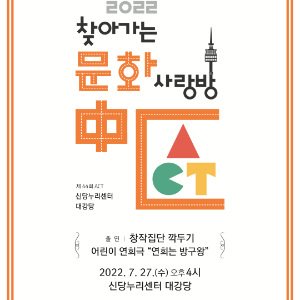 2022
찾아가는
문화
사랑방
中
ACT
제44회 ACT
신당누리센터
대강당
출 연 | 창작집단 깍두기
어린이 연희극 "연희는 방구왕"
2022. 7. 27.(수) 오후4시
신당누리센터 대강당